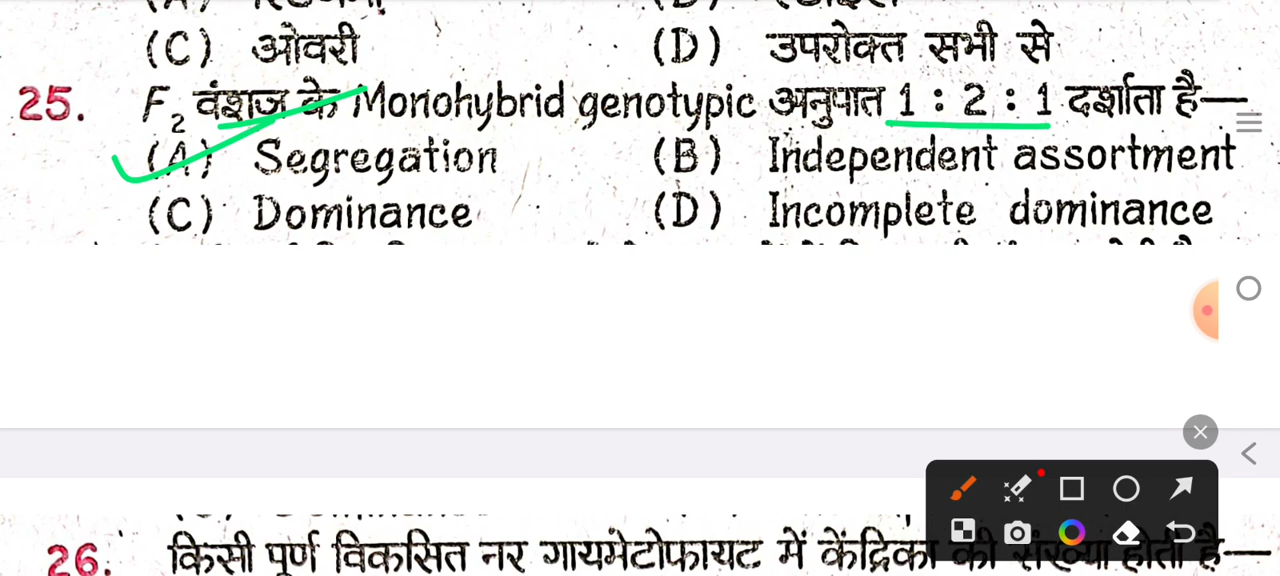 (C) ओवरी (D) उपरोक्त सभी से
25. F2 वंशज के Monohybrid genotypic अनुपात 1 : 2 : 1 दर्शाता है—
(A) Segregation (B) Independent assortment
(C) Dominance (D) Incomplete dominance
26. किसी पूर्ण विकसित नर गायमेटोफायट में केंद्रिका की संख्या होती है—